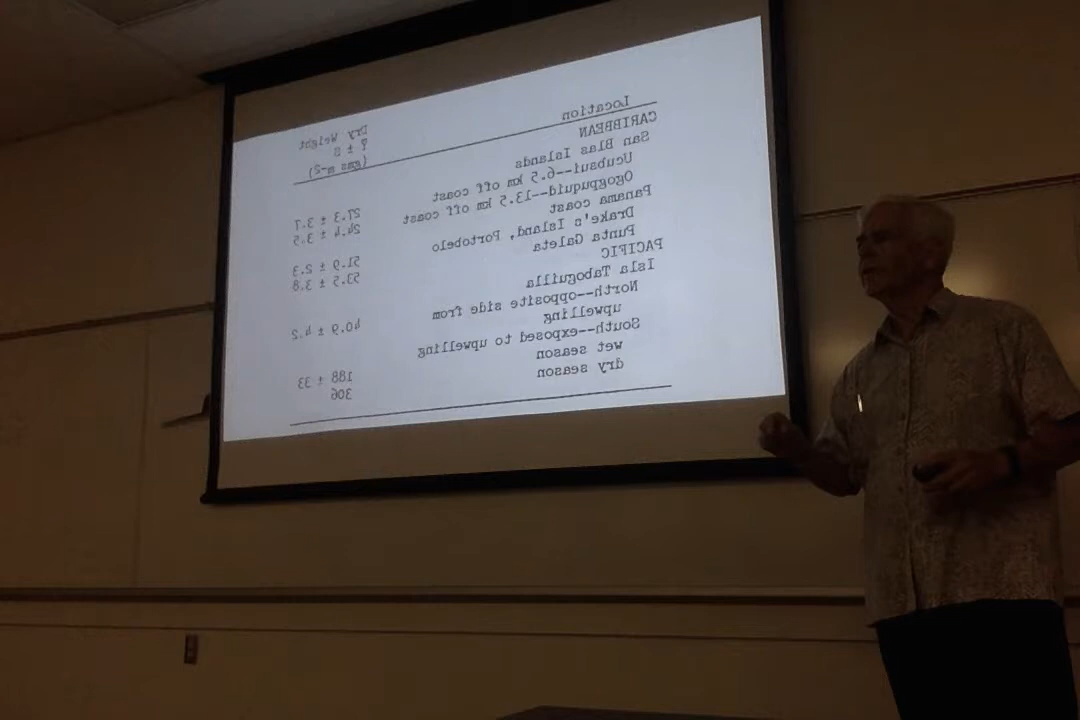 Location
Dry Weight
x̄ ± S
(gms m-2)
CARIBBEAN
San Blas Islands
Ucubsui--6.5 km off coast 27.3 ± 3.7
Ogogpuquid--13.5 km off coast 24.4 ± 3.5
Panama coast
Drake's Island, Portobelo 51.9 ± 2.3
Punta Galeta 53.5 ± 3.8
PACIFIC
Isla Taboguilla
North--opposite side from
upwelling 40.9 ± 4.2
South--exposed to upwelling
wet season 188 ± 33
dry season 306